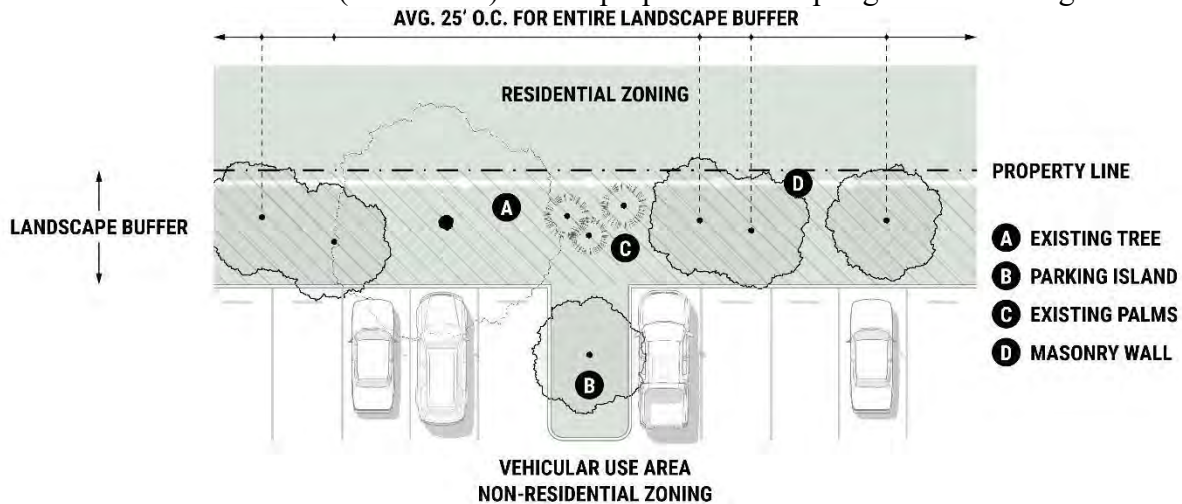 AVG. 25' O.C. FOR ENTIRE LANDSCAPE BUFFER
RESIDENTIAL ZONING
PROPERTY LINE
LANDSCAPE BUFFER
A EXISTING TREE
B PARKING ISLAND
C EXISTING PALMS
D MASONRY WALL
A
B
C
D
VEHICULAR USE AREA
NON-RESIDENTIAL ZONING